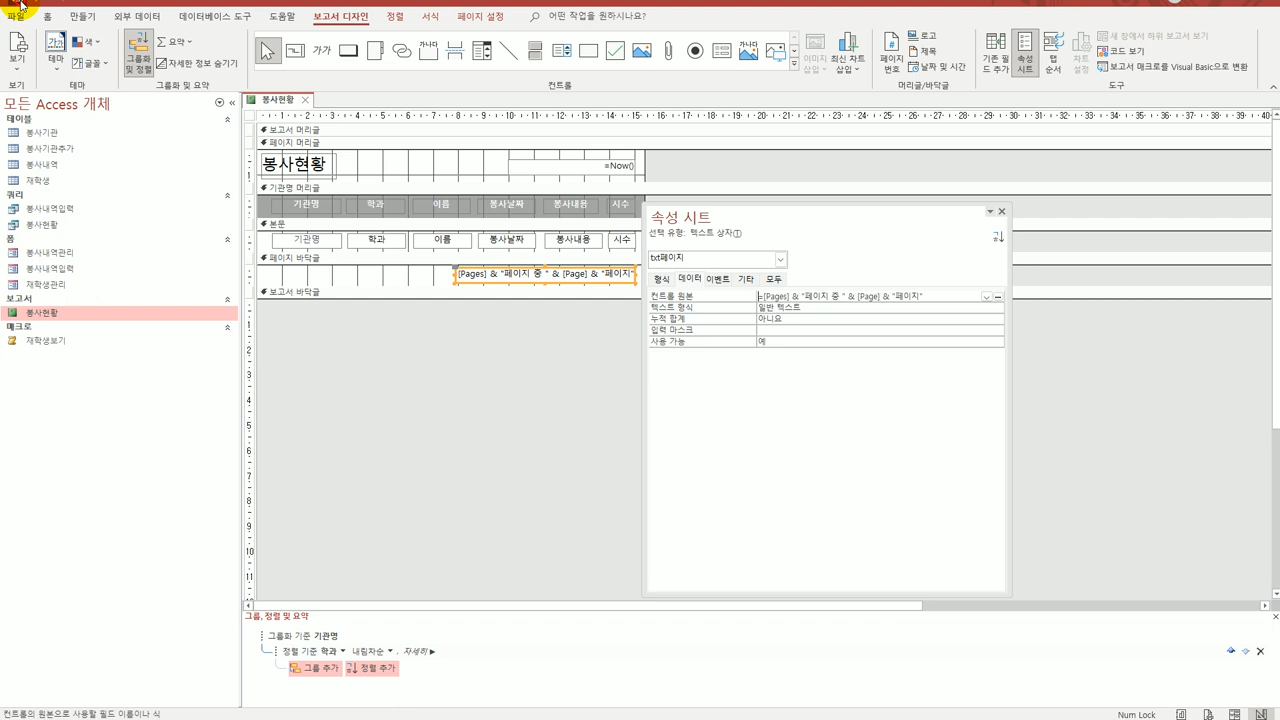 파일 홈 만들기 외부 데이터 데이터베이스 도구 도움말 보고서 디자인 정렬 서식 페이지 설정 어떤 작업을 원하시나요?
보기 테마 색 글꼴 그룹화 및 정렬 요약 자세한 정보 숨기기 가가 가나다 가나다 이미지 삽입 최신 차트 삽입 페이지 번호 로고 제목 날짜 및 시간 기존 필드 추가 속성 시트 탭 순서 차트 설정 새 창에서 하위 보고서 보기 코드 보기 보고서 매크로를 Visual Basic으로 변환
보기 테마 그룹화 및 요약 컨트롤 머리글/바닥글 도구
모든 Access 개체
테이블
봉사기관
봉사기관추가
봉사내역
재학생
쿼리
봉사내역입력
봉사현황
폼
봉사내역관리
봉사내역입력
재학생관리
보고서
봉사현황
매크로
재학생보기
봉사현황
보고서 머리글
페이지 머리글
봉사현황 =Now()
기관명 머리글
기관명 학과 이름 봉사날짜 봉사내용 시수
본문
기관명 학과 이름 봉사날짜 봉사내용 시수
페이지 바닥글
[Pages] & "페이지 중 " & [Page] & "페이지"
보고서 바닥글
속성 시트
선택 유형: 텍스트 상자(I)
txt페이지
형식 데이터 이벤트 기타 모두
컨트롤 원본 =[Pages] & "페이지 중 " & [Page] & "페이지"
텍스트 형식 일반 텍스트
누적 합계 아니요
입력 마스크
사용 가능 예
그룹, 정렬 및 요약
그룹화 기준 기관명
정렬 기준 학과 내림차순 , 자세히
그룹 추가 정렬 추가
컨트롤의 원본으로 사용할 필드 이름이나 식 Num Lock